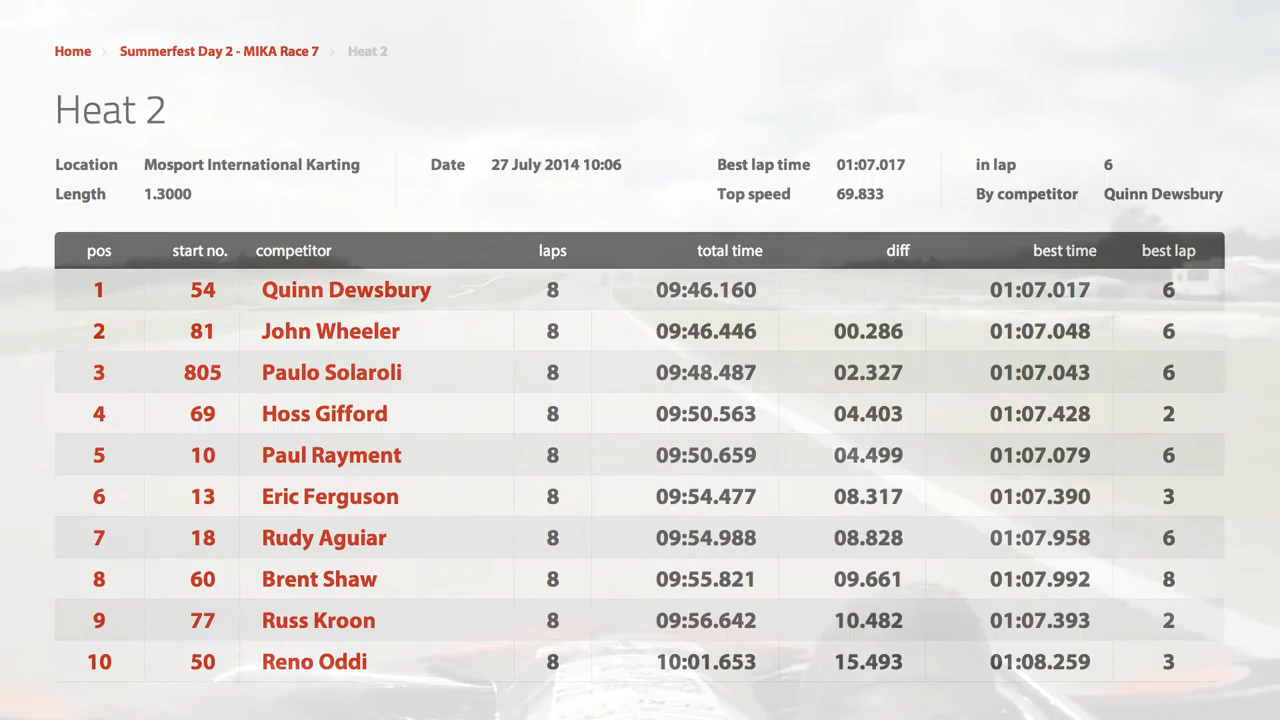 Home › Summerfest Day 2 - MIKA Race 7 › Heat 2
Heat 2
Location Mosport International Karting Date 27 July 2014 10:06 Best lap time 01:07.017 in lap 6
Length 1.3000 Top speed 69.833 By competitor Quinn Dewsbury
pos start no. competitor laps total time diff best time best lap
1 54 Quinn Dewsbury 8 09:46.160 01:07.017 6
2 81 John Wheeler 8 09:46.446 00.286 01:07.048 6
3 805 Paulo Solaroli 8 09:48.487 02.327 01:07.043 6
4 69 Hoss Gifford 8 09:50.563 04.403 01:07.428 2
5 10 Paul Rayment 8 09:50.659 04.499 01:07.079 6
6 13 Eric Ferguson 8 09:54.477 08.317 01:07.390 3
7 18 Rudy Aguiar 8 09:54.988 08.828 01:07.958 6
8 60 Brent Shaw 8 09:55.821 09.661 01:07.992 8
9 77 Russ Kroon 8 09:56.642 10.482 01:07.393 2
10 50 Reno Oddi 8 10:01.653 15.493 01:08.259 3